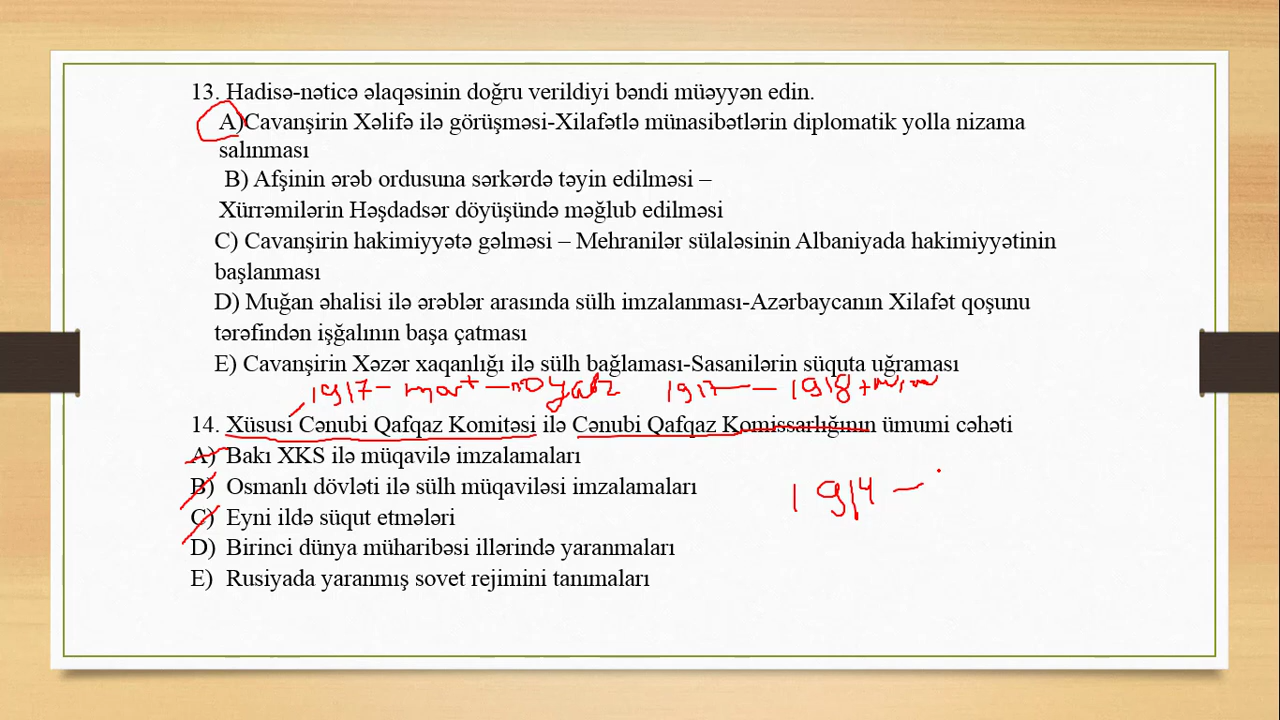 13. Hadisə-nəticə əlaqəsinin doğru verildiyi bəndi müəyyən edin.
A)Cavanşirin Xəlifə ilə görüşməsi-Xilafətlə münasibətlərin diplomatik yolla nizama
salınması
B) Afşinin ərəb ordusuna sərkərdə təyin edilməsi –
Xürrəmilərin Həşdadsər döyüşündə məğlub edilməsi
C) Cavanşirin hakimiyyətə gəlməsi – Mehranilər sülaləsinin Albaniyada hakimiyyətinin
başlanması
D) Muğan əhalisi ilə ərəblər arasında sülh imzalanması-Azərbaycanın Xilafət qoşunu
tərəfindən işğalının başa çatması
E) Cavanşirin Xəzər xaqanlığı ilə sülh bağlaması-Sasanilərin süquta uğraması
1917- mart -noyabr 1917 - 1918
14. Xüsusi Cənubi Qafqaz Komitəsi ilə Cənubi Qafqaz Komissarlığının ümumi cəhəti
A) Bakı XKS ilə müqavilə imzalamaları
B) Osmanlı dövləti ilə sülh müqaviləsi imzalamaları
1914 -
C) Eyni ildə süqut etmələri
D) Birinci dünya müharibəsi illərində yaranmaları
E) Rusiyada yaranmış sovet rejimini tanımaları